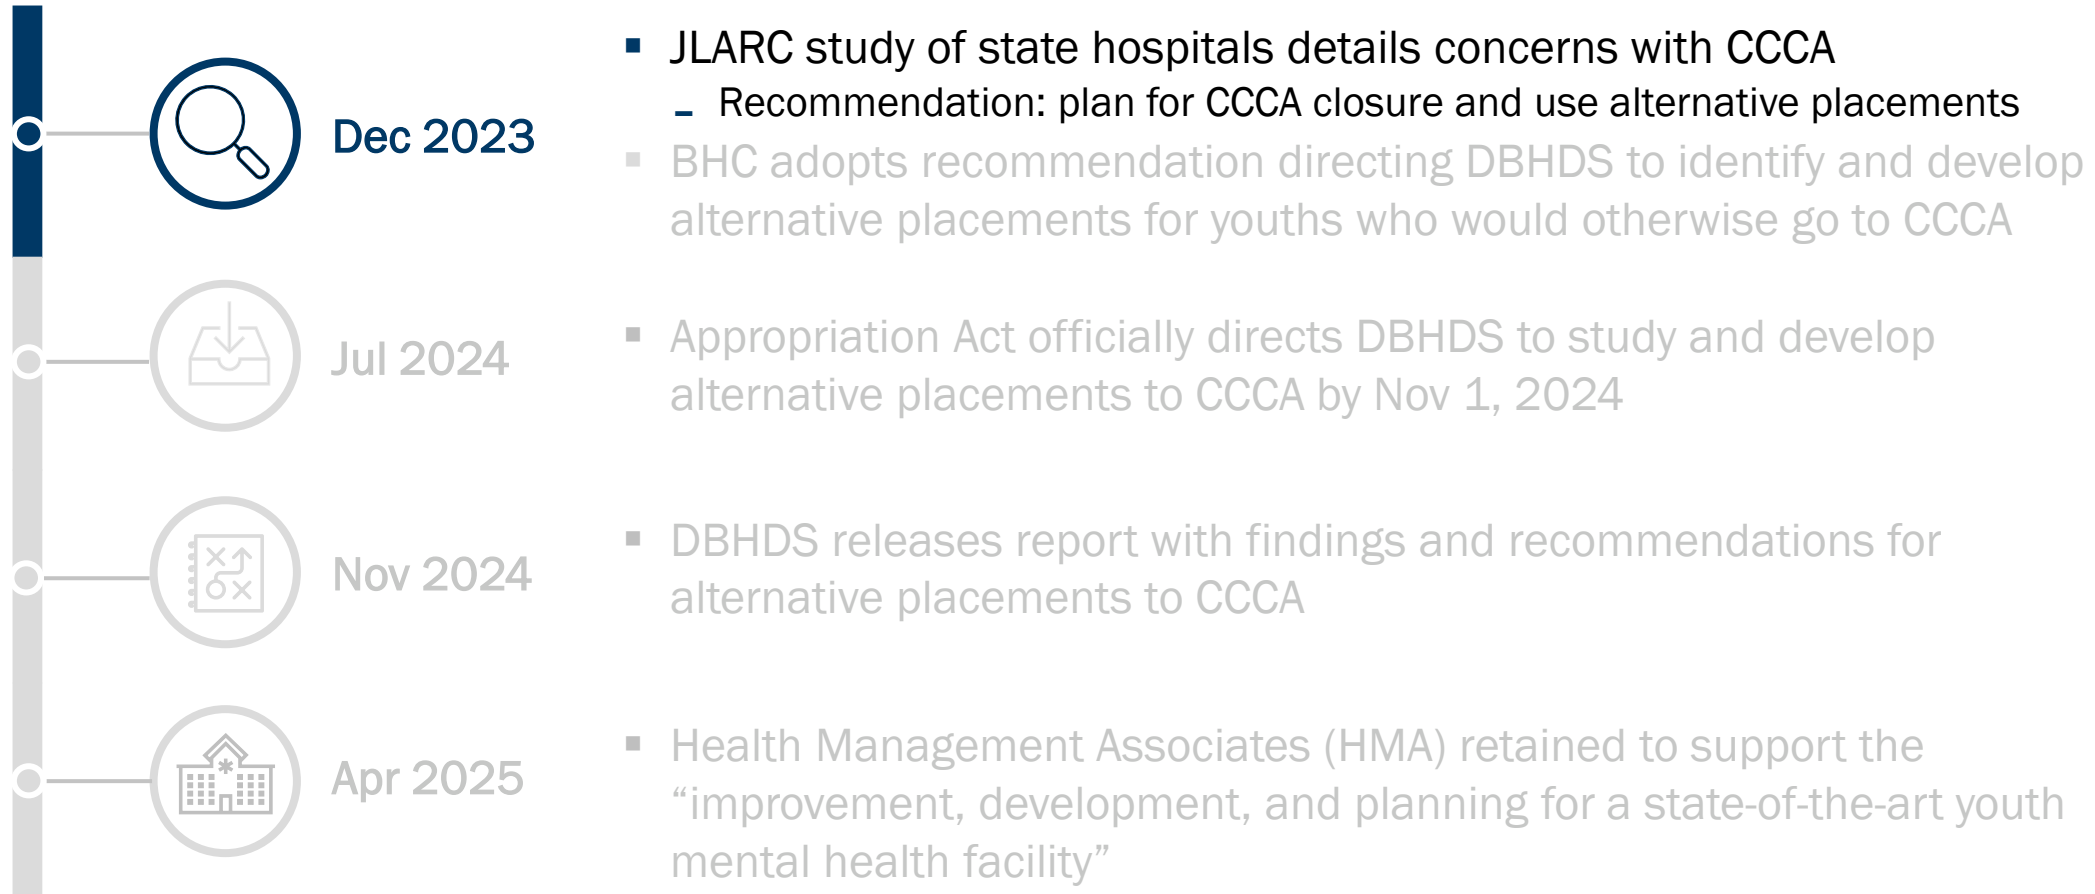 ▪ JLARC study of state hospitals details concerns with CCCA
– Recommendation: plan for CCCA closure and use alternative placements
Dec 2023
▪ BHC adopts recommendation directing DBHDS to identify and develop
alternative placements for youths who would otherwise go to CCCA
▪ Appropriation Act officially directs DBHDS to study and develop
Jul 2024
alternative placements to CCCA by Nov 1, 2024
▪ DBHDS releases report with findings and recommendations for
Nov 2024
alternative placements to CCCA
▪ Health Management Associates (HMA) retained to support the
Apr 2025
“improvement, development, and planning for a state-of-the-art youth
mental health facility”